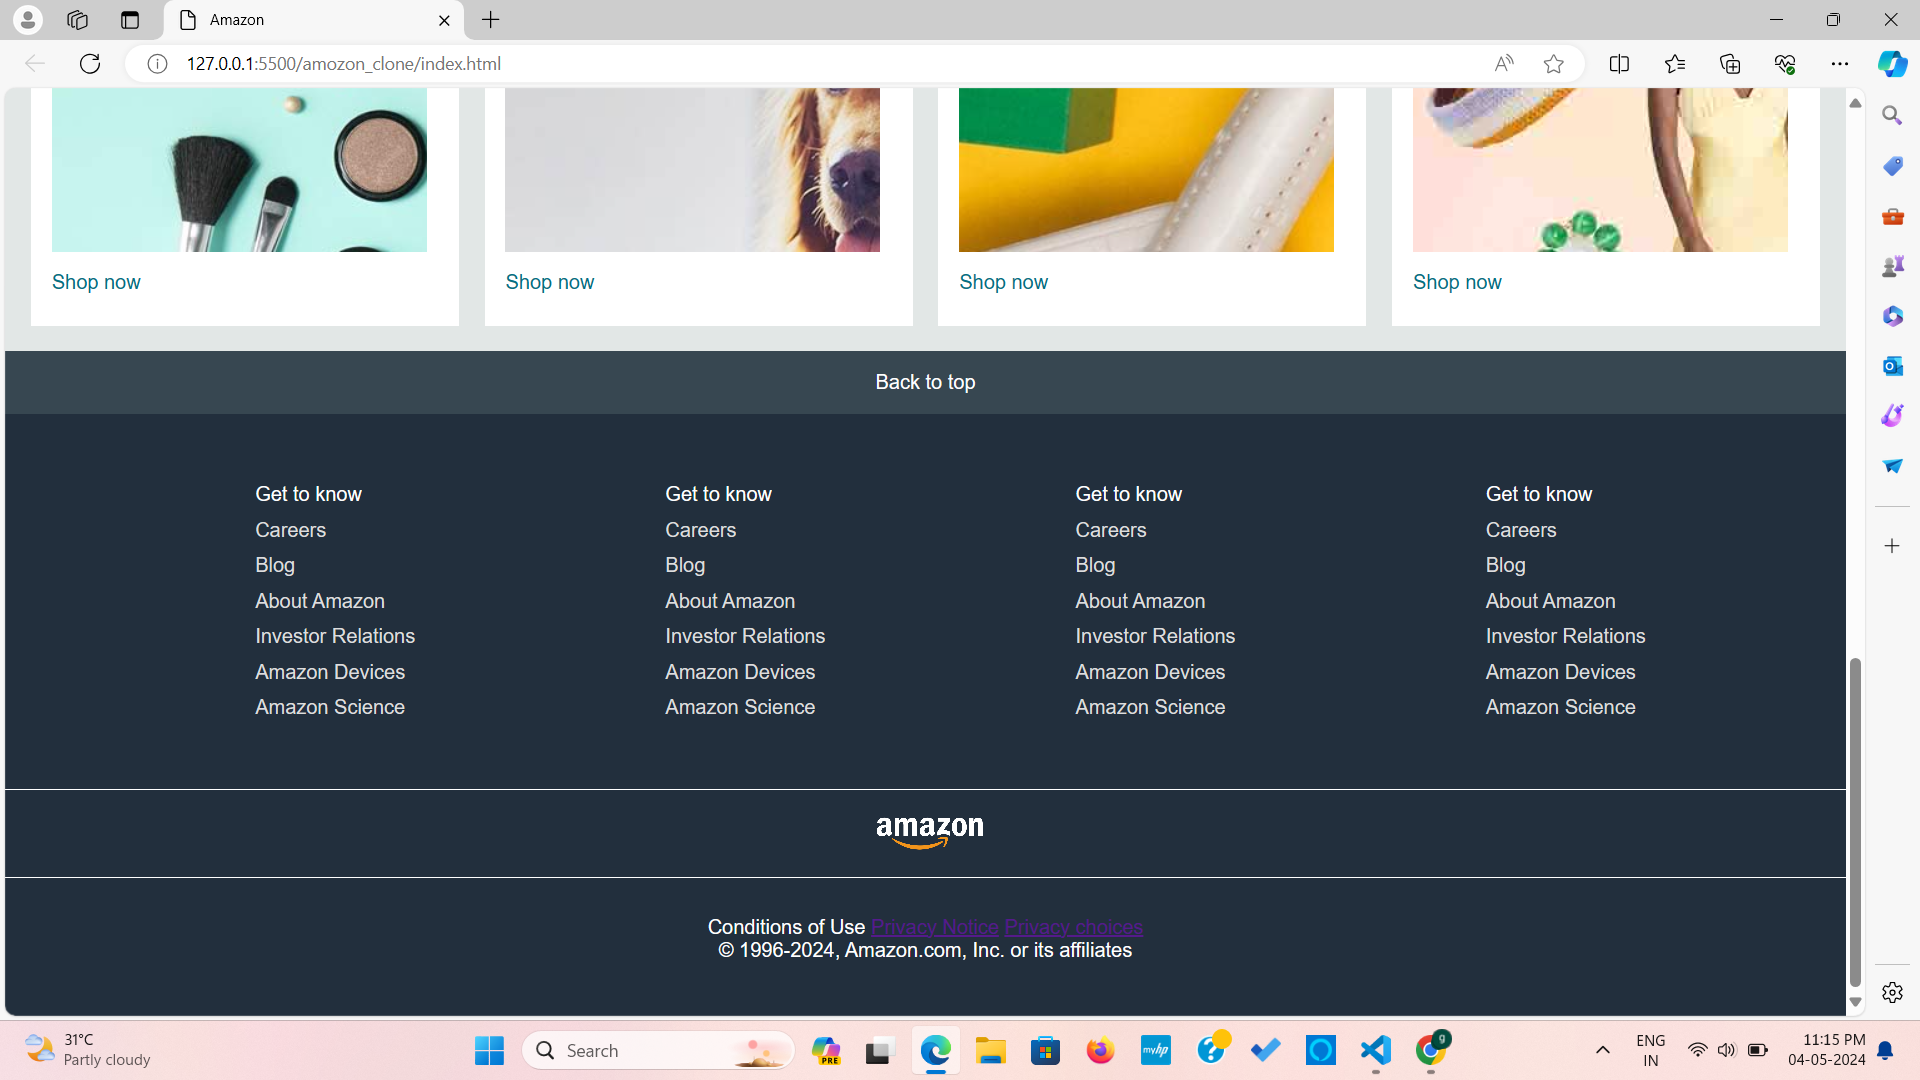 Amazon
127.0.0.1:5500/amozon_clone/index.html
Shop now Shop now Shop now Shop now
Back to top
Get to know Get to know Get to know Get to know
Careers Careers Careers Careers
Blog Blog Blog Blog
About Amazon About Amazon About Amazon About Amazon
Investor Relations Investor Relations Investor Relations Investor Relations
Amazon Devices Amazon Devices Amazon Devices Amazon Devices
Amazon Science Amazon Science Amazon Science Amazon Science
amazon
Conditions of Use Privacy Notice Privacy choices
© 1996-2024, Amazon.com, Inc. or its affiliates
31°C
Partly cloudy
Search
PRE
myhp
g
ENG
IN
11:15 PM
04-05-2024